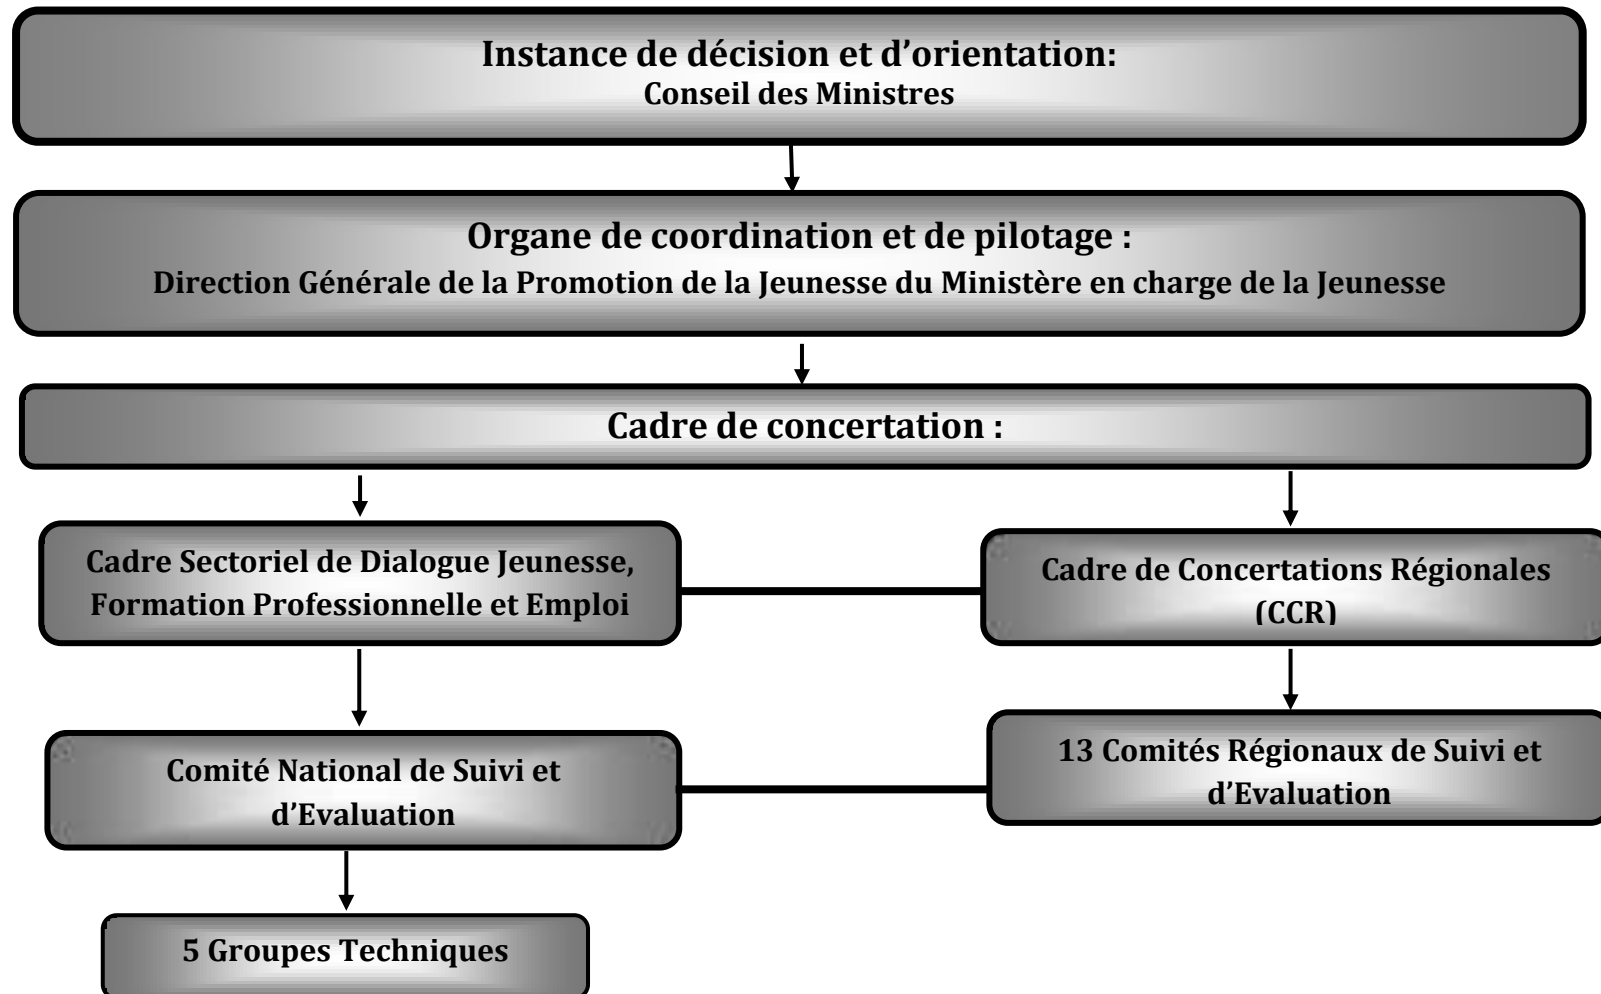 Instance de décision et d’orientation:
Conseil des Ministres
Organe de coordination et de pilotage :
Direction Générale de la Promotion de la Jeunesse du Ministère en charge de la Jeunesse
Cadre de concertation :
Cadre Sectoriel de Dialogue Jeunesse,
Formation Professionnelle et Emploi
Cadre de Concertations Régionales
(CCR)
Comité National de Suivi et
d’Evaluation
13 Comités Régionaux de Suivi et
d’Evaluation
5 Groupes Techniques